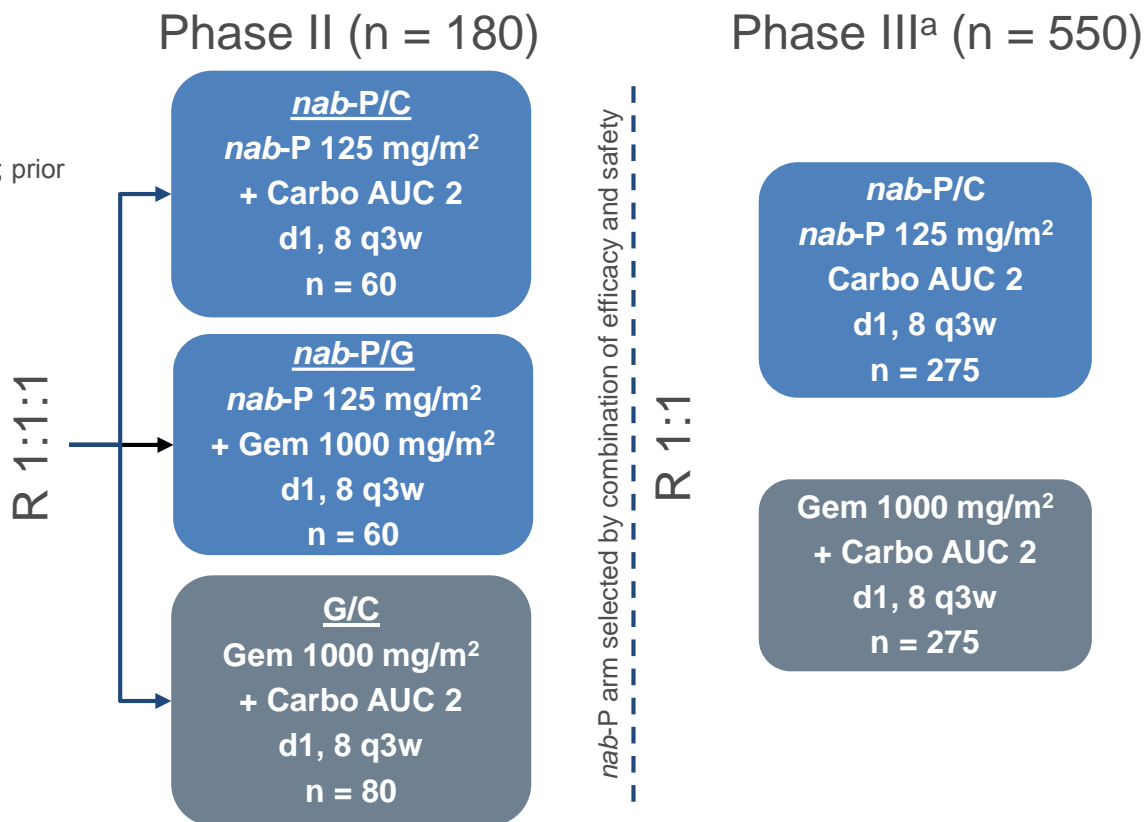 Phase II (n = 180)
Phase IIIᵃ (n = 550)
; prior
R 1:1:1
nab-P/C
nab-P 125 mg/m²
+ Carbo AUC 2
d1, 8 q3w
n = 60
nab-P/G
nab-P 125 mg/m²
+ Gem 1000 mg/m²
d1, 8 q3w
n = 60
G/C
Gem 1000 mg/m²
+ Carbo AUC 2
d1, 8 q3w
n = 80
nab-P arm selected by combination of efficacy and safety
R 1:1
nab-P/C
nab-P 125 mg/m²
Carbo AUC 2
d1, 8 q3w
n = 275
Gem 1000 mg/m²
+ Carbo AUC 2
d1, 8 q3w
n = 275